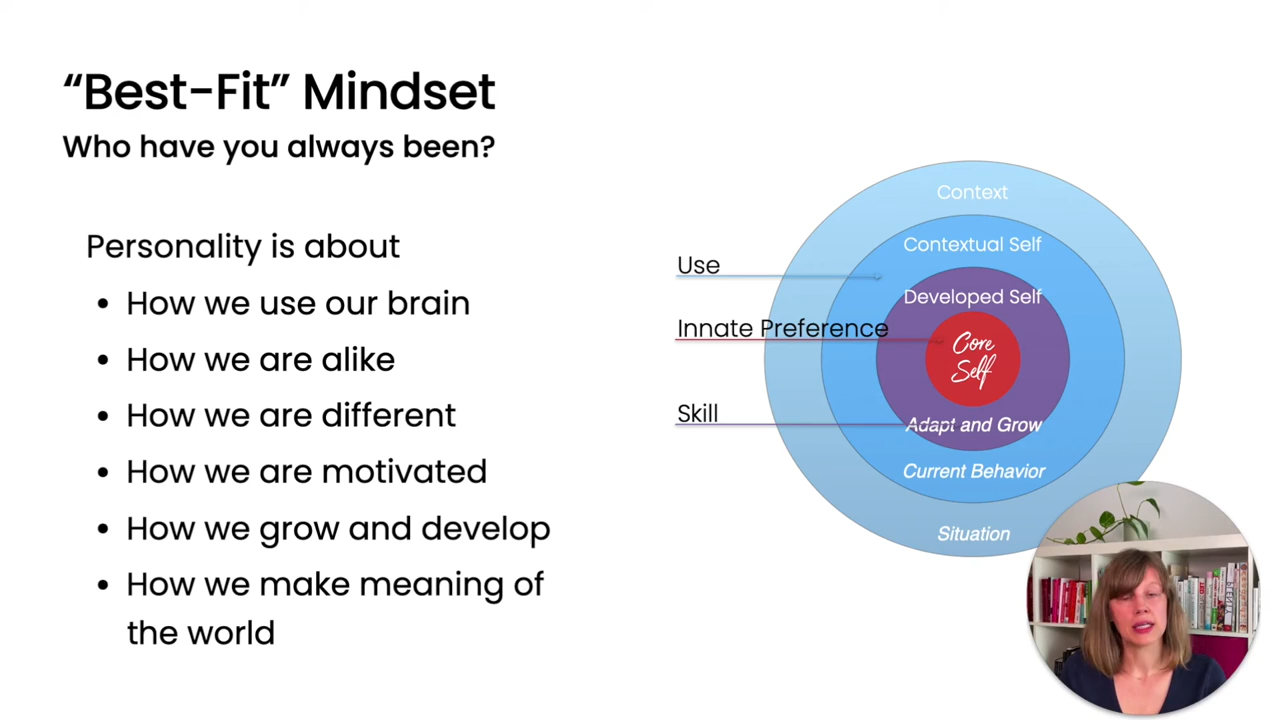 “Best-Fit” Mindset
Who have you always been?
Personality is about
• How we use our brain
• How we are alike
• How we are different
• How we are motivated
• How we grow and develop
• How we make meaning of
the world
Context
Contextual Self
Use
Developed Self
Innate Preference
Core
Self
Skill
Adapt and Grow
Current Behavior
Situation